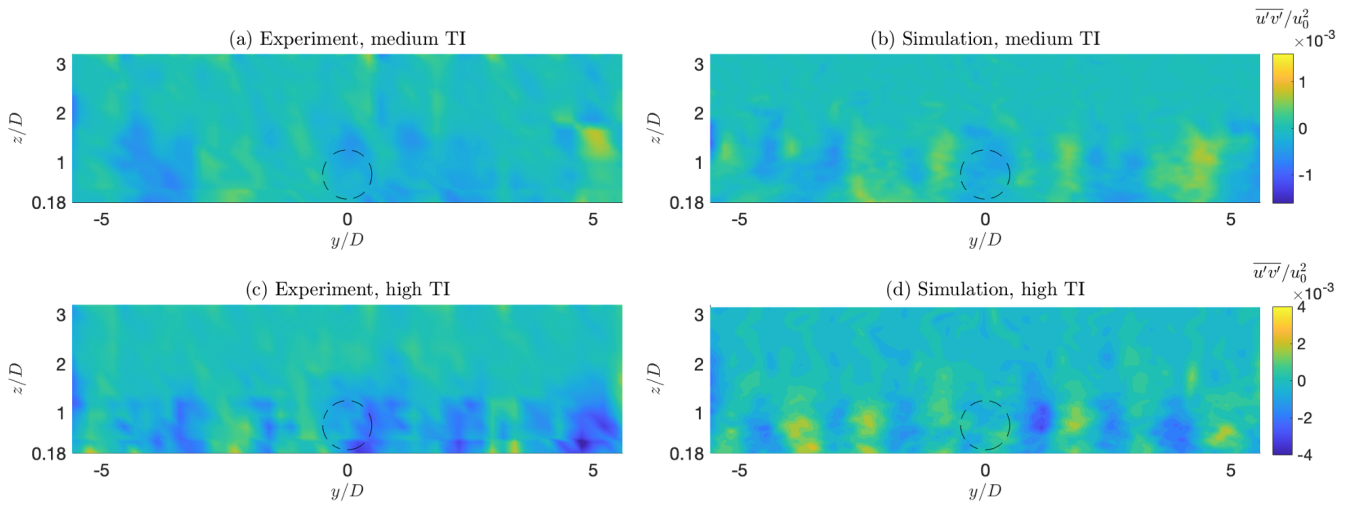 (a) Experiment, medium TI
z/D
3
2
1
0.18
-5
0
5
y/D
(b) Simulation, medium TI
z/D
3
2
1
0.18
-5
0
5
y/D
u′v′/u₀²
×10⁻³
1
0
-1
(c) Experiment, high TI
z/D
3
2
1
0.18
-5
0
5
y/D
(d) Simulation, high TI
z/D
3
2
1
0.18
-5
0
5
y/D
u′v′/u₀²
×10⁻³
4
2
0
-2
-4